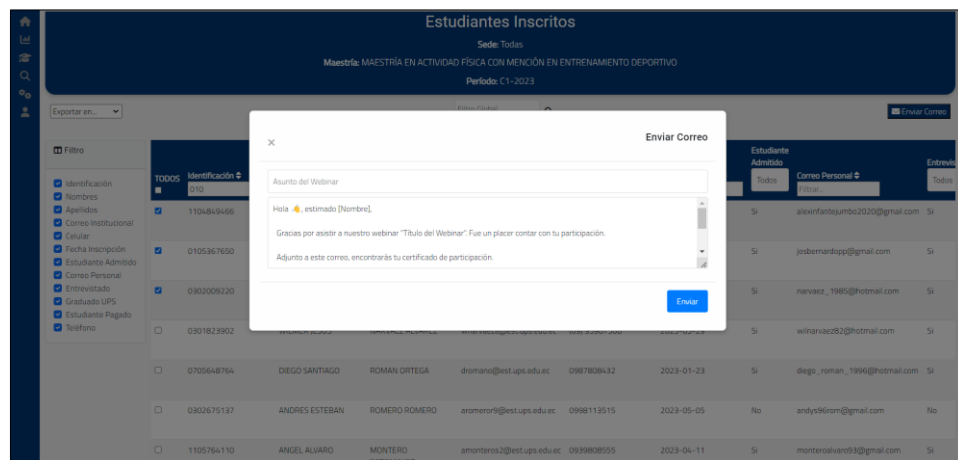 Estudiantes Inscritos
Sede: Todas
Maestría: MAESTRÍA EN ACTIVIDAD FÍSICA CON MENCIÓN EN ENTRENAMIENTO DEPORTIVO
Período: C1-2023
Exportar en...
Filtro Global
Enviar Correo
Filtro
Identificación
Nombres
Apellidos
Correo Institucional
Celular
Fecha Inscripción
Estudiante Admitido
Correo Personal
Entrevistado
Graduado UPS
Estudiante Pagado
Teléfono
× Enviar Correo
Asunto del Webinar
Hola 👋, estimado [Nombre],
Gracias por asistir a nuestro webinar "Título del Webinar". Fue un placer contar con tu participación.
Adjunto a este correo, encontrarás tu certificado de participación.
Enviar
TODOS Identificación Estudiante Admitido Correo Personal Entrevis
010 Todos Filtrar... Todos
1104849466 Si alexinfantejumbo2020@gmail.com Si
0105367650 Si josbernardopp@gmail.com Si
0302009220 Si narvaez_1985@hotmail.com Si
0301823902 2023-05-29 Si wilnarvaez82@hotmail.com Si
0705648764 DIEGO SANTIAGO ROMAN ORTEGA dromano@est.ups.edu.ec 0987808432 2023-01-23 Si diego_roman_1996@hotmail.com Si
0302675137 ANDRES ESTEBAN ROMERO ROMERO aromeror9@est.ups.edu.ec 0998113515 2023-05-05 No andys96rom@gmail.com No
1105764110 ANGEL ALVARO MONTERO amonteros2@est.ups.edu.ec 0939808555 2023-04-11 Si monteroalvaro93@gmail.com Si